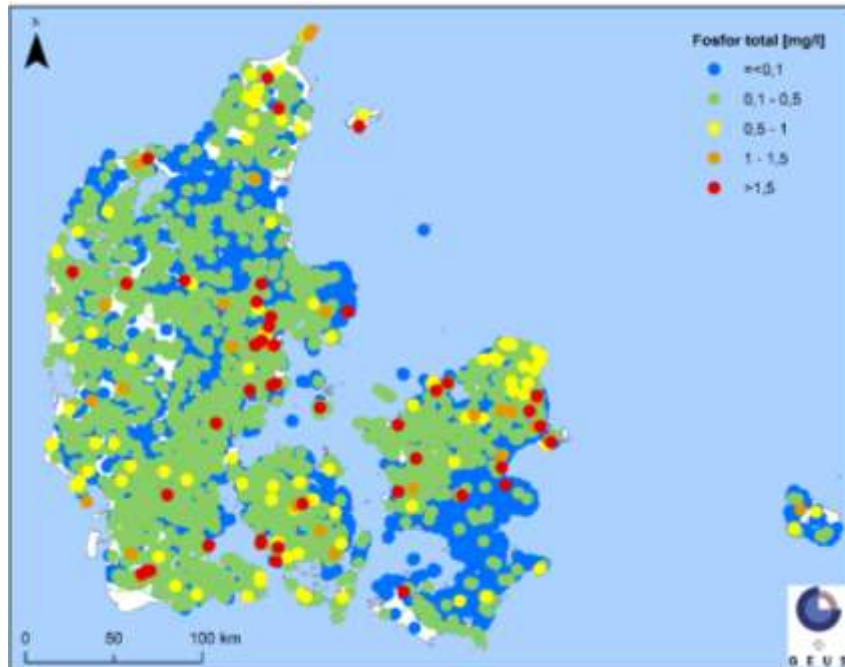 N
Fosfor total [mg/l]
=<0,1
0,1 - 0,5
0,5 - 1
1 - 1,5
>1,5
0 50 100 km
G E U S